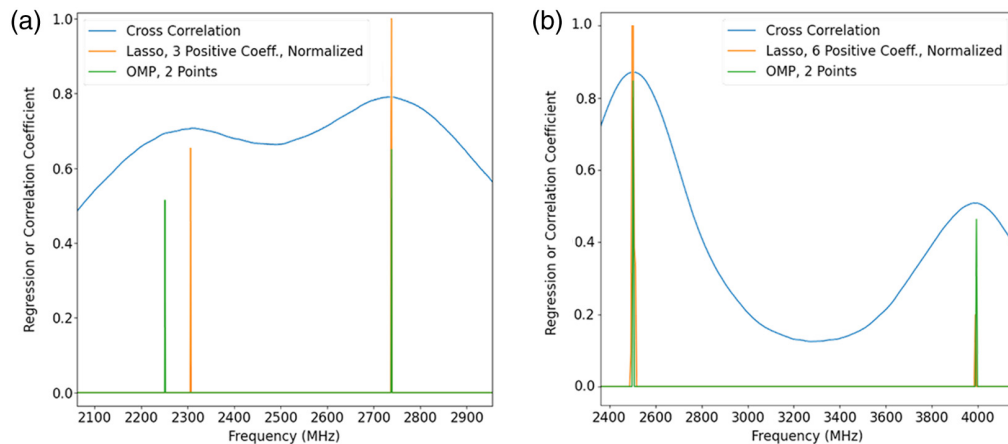 (a)
Cross Correlation
Lasso, 3 Positive Coeff., Normalized
OMP, 2 Points
Regression or Correlation Coefficient
1.0
0.8
0.6
0.4
0.2
0.0
2100 2200 2300 2400 2500 2600 2700 2800 2900
Frequency (MHz)
(b)
Cross Correlation
Lasso, 6 Positive Coeff., Normalized
OMP, 2 Points
Regression or Correlation Coefficient
1.0
0.8
0.6
0.4
0.2
0.0
2400 2600 2800 3000 3200 3400 3600 3800 4000
Frequency (MHz)